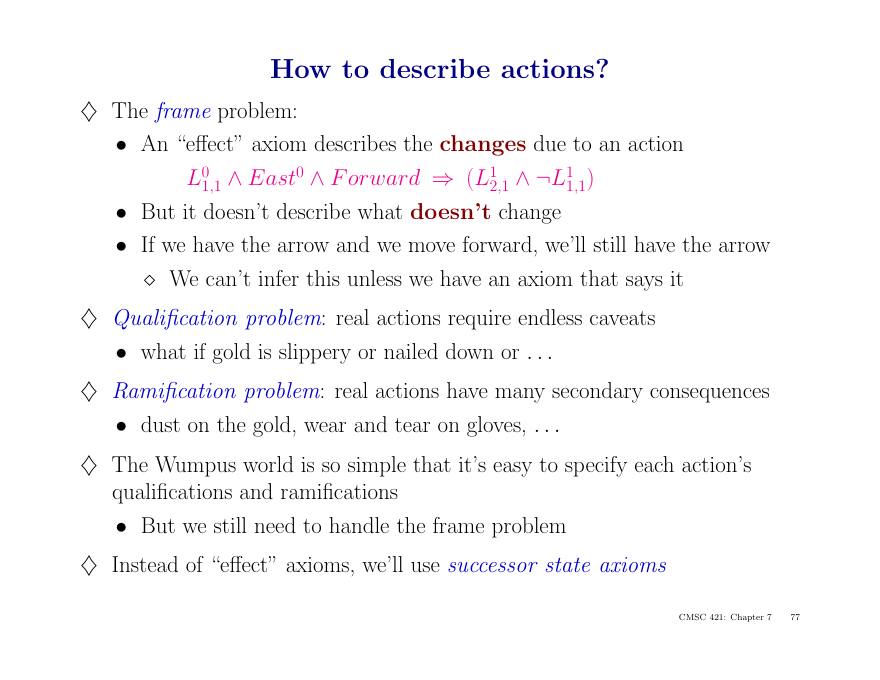 How to describe actions?
♢ The frame problem:
• An “effect” axiom describes the changes due to an action
L⁰₁,₁ ∧ East⁰ ∧ Forward ⇒ (L¹₂,₁ ∧ ¬L¹₁,₁)
• But it doesn’t describe what doesn’t change
• If we have the arrow and we move forward, we’ll still have the arrow
⋄ We can’t infer this unless we have an axiom that says it
♢ Qualification problem: real actions require endless caveats
• what if gold is slippery or nailed down or . . .
♢ Ramification problem: real actions have many secondary consequences
• dust on the gold, wear and tear on gloves, . . .
♢ The Wumpus world is so simple that it’s easy to specify each action’s
qualifications and ramifications
• But we still need to handle the frame problem
♢ Instead of “effect” axioms, we’ll use successor state axioms
CMSC 421: Chapter 7 77